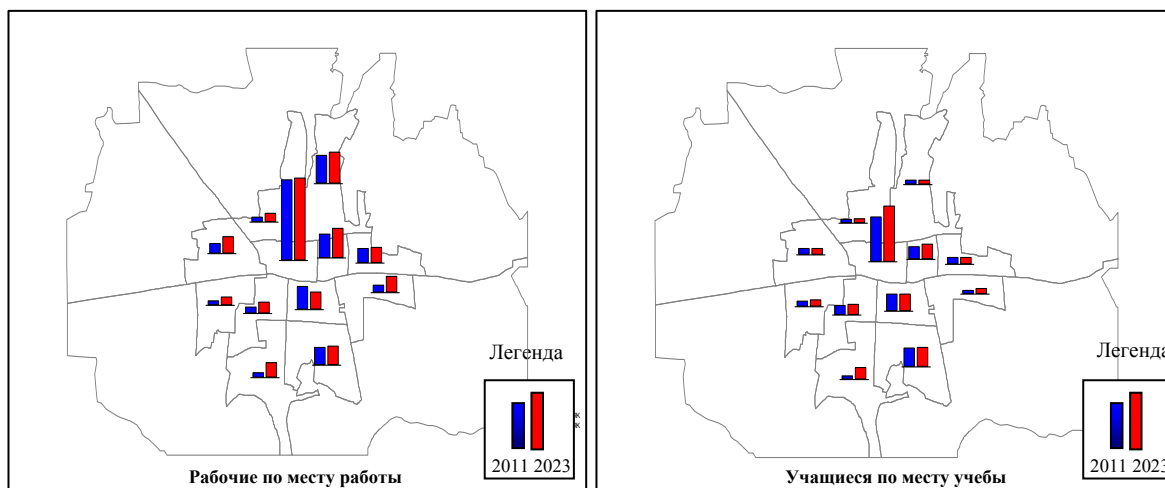 Легенда
2011 2023
Рабочие по месту работы
Легенда
2011 2023
Учащиеся по месту учебы